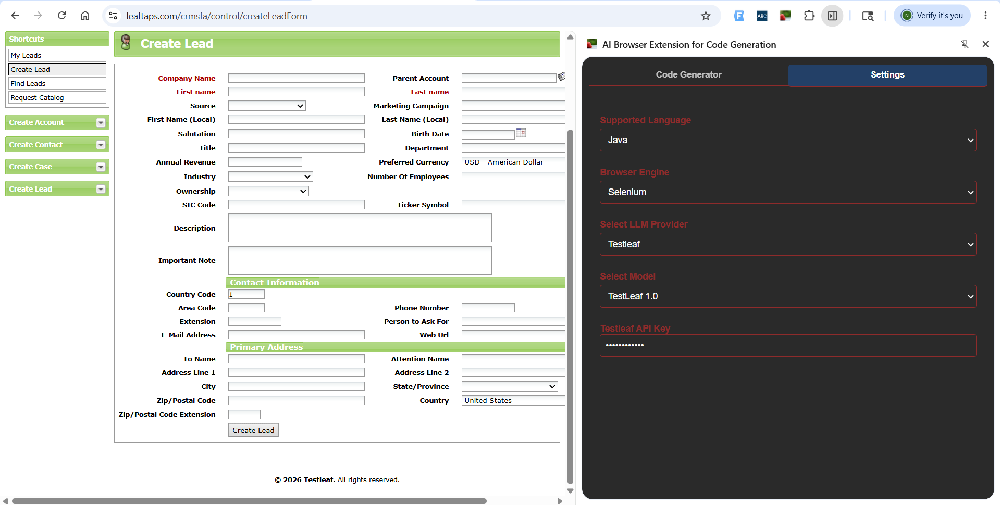 leaftaps.com/crmsfa/control/createLeadForm
ARC
N
Verify it's you
Shortcuts
My Leads
Create Lead
Find Leads
Request Catalog
Create Account
Create Contact
Create Case
Create Lead
Create Lead
Company Name
Parent Account
First name
Last name
Source
Marketing Campaign
First Name (Local)
Last Name (Local)
Salutation
Birth Date
Title
Department
Annual Revenue
Preferred Currency
USD - American Dollar
Industry
Number Of Employees
Ownership
SIC Code
Ticker Symbol
Description
Important Note
Contact Information
Country Code
1
Area Code
Phone Number
Extension
Person to Ask For
E-Mail Address
Web Url
Primary Address
To Name
Attention Name
Address Line 1
Address Line 2
City
State/Province
Zip/Postal Code
Country
United States
Zip/Postal Code Extension
Create Lead
© 2026 Testleaf. All rights reserved.
AI Browser Extension for Code Generation
Code Generator
Settings
Supported Language
Java
Browser Engine
Selenium
Select LLM Provider
Testleaf
Select Model
TestLeaf 1.0
Testleaf API Key
••••••••••••